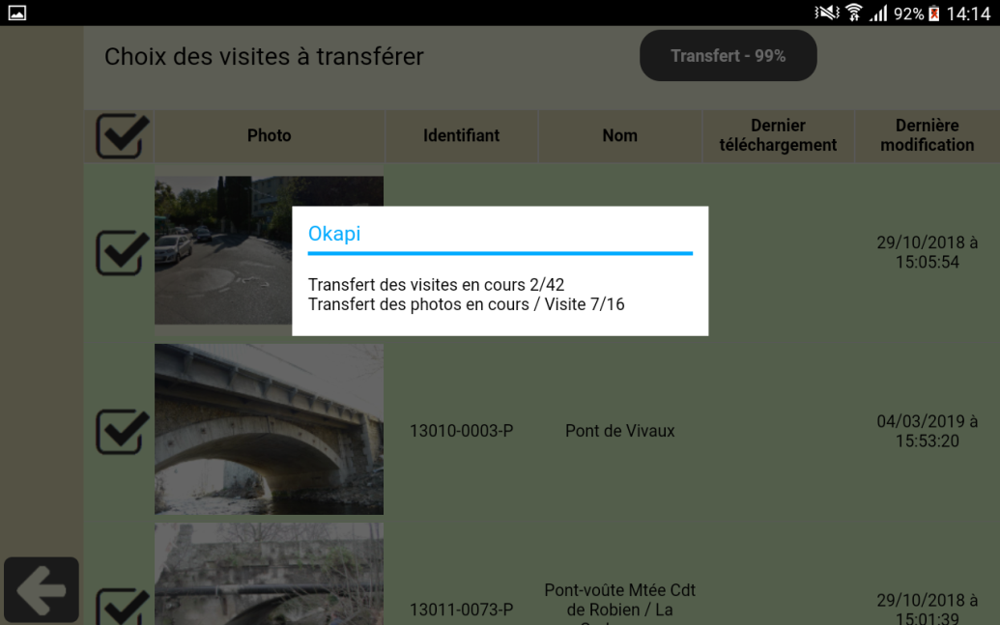 92% 14:14
Choix des visites à transférer
Transfert - 99%
Photo
Identifiant
Nom
Dernier
téléchargement
Dernière
modification
Okapi
Transfert des visites en cours 2/42
Transfert des photos en cours / Visite 7/16
29/10/2018 à
15:05:54
13010-0003-P
Pont de Vivaux
04/03/2019 à
15:53:20
13011-0073-P
Pont-voûte Mtée Cdt
de Robien / La
29/10/2018 à
15:01:39